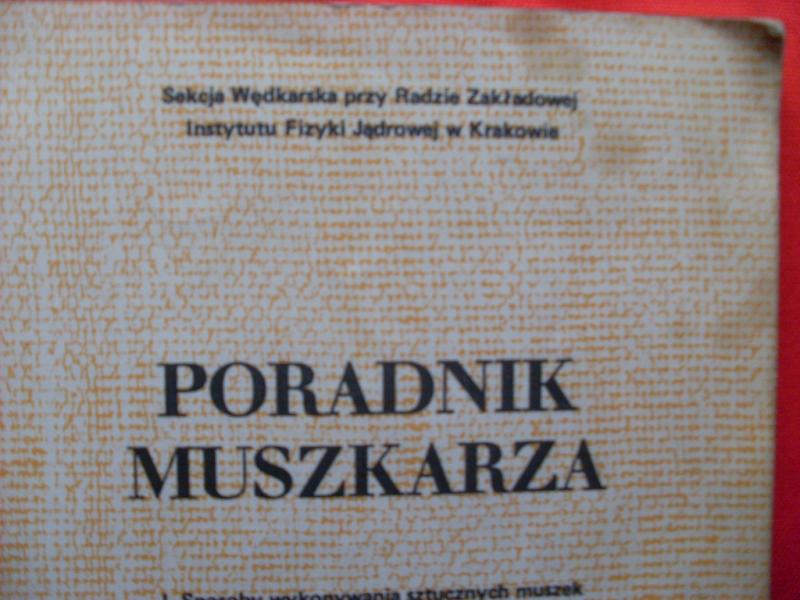 Sekcja Wędkarska przy Radzie Zakładowej
Instytutu Fizyki Jądrowej w Krakowie
PORADNIK
MUSZKARZA
I. Sposoby wykonywania sztucznych muszek